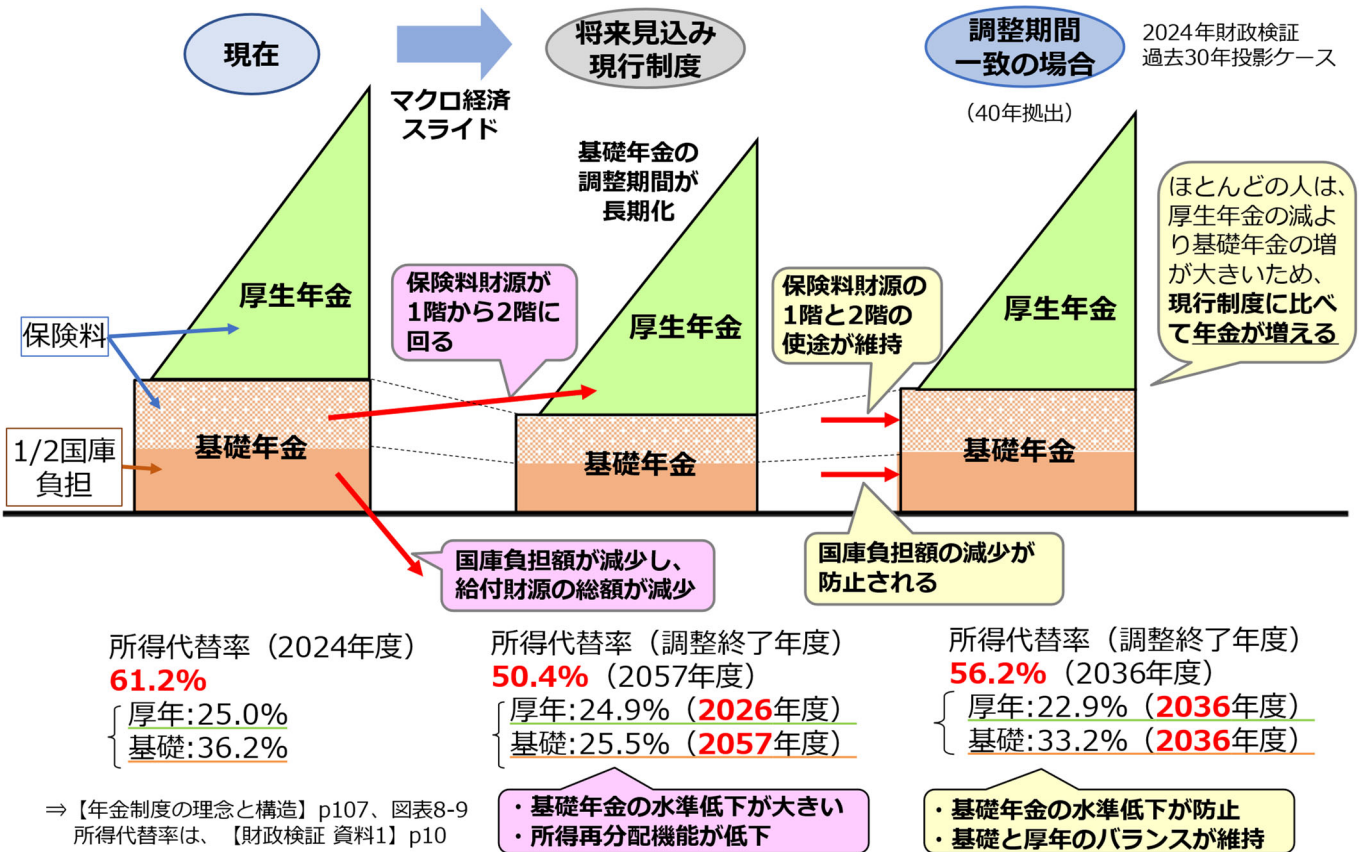 現在
マクロ経済
スライド
将来見込み
現行制度
調整期間
一致の場合
(40年拠出)
2024年財政検証
過去30年投影ケース
基礎年金の
調整期間が
長期化
厚生年金
基礎年金
保険料
1/2国庫
負担
保険料財源が
1階から2階に
回る
厚生年金
基礎年金
保険料財源の
1階と2階の
使途が維持
厚生年金
基礎年金
ほとんどの人は、
厚生年金の減よ
り基礎年金の増
が大きいため、
現行制度に比べ
て年金が増える
国庫負担額が減少し、
給付財源の総額が減少
国庫負担額の減少が
防止される
所得代替率（2024年度）
61.2%
厚年:25.0%
基礎:36.2%
所得代替率（調整終了年度）
50.4%（2057年度）
厚年:24.9%（2026年度）
基礎:25.5%（2057年度）
・基礎年金の水準低下が大きい
・所得再分配機能が低下
所得代替率（調整終了年度）
56.2%（2036年度）
厚年:22.9%（2036年度）
基礎:33.2%（2036年度）
・基礎年金の水準低下が防止
・基礎と厚年のバランスが維持
⇒【年金制度の理念と構造】p107、図表8-9
所得代替率は、【財政検証 資料1】p10